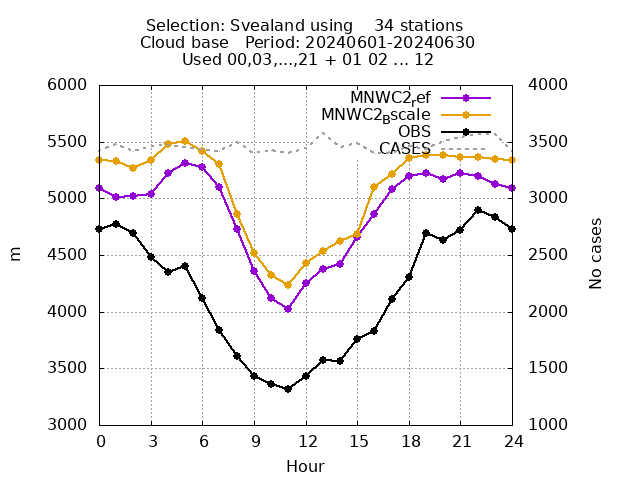 Selection: Svealand using    34 stations
Cloud base   Period: 20240601-20240630
Used 00,03,...,21 + 01 02 ... 12
6000 4000
MNWC2ref
MNWC2Bscale
OBS
CASES
5500 3500
5000 3000
4500 2500
m
No cases
4000 2000
3500 1500
3000 1000
0 3 6 9 12 15 18 21 24
Hour